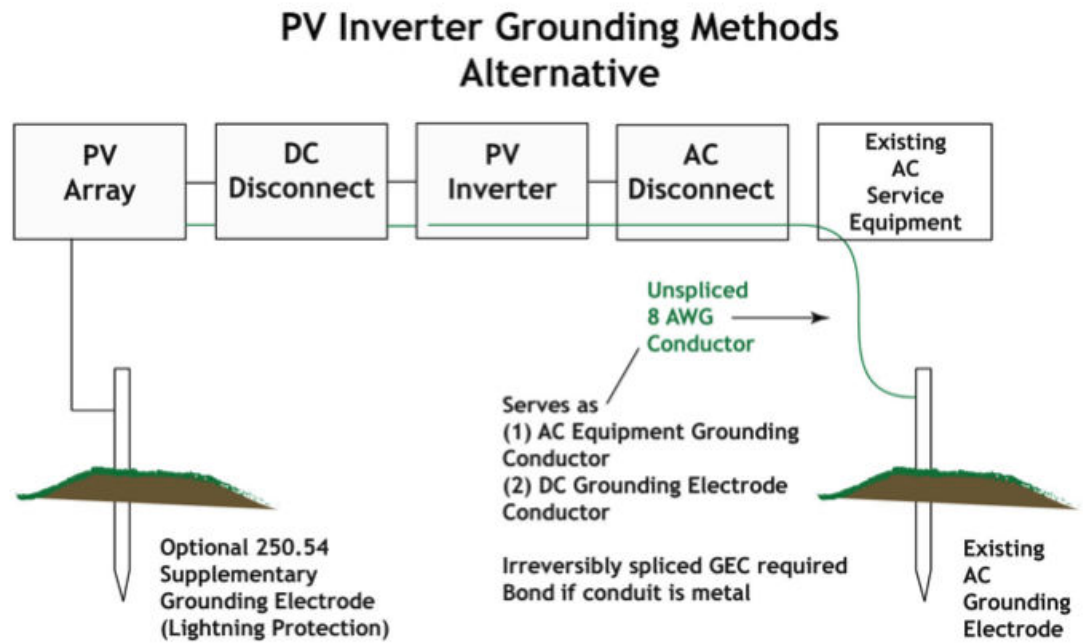 PV Inverter Grounding Methods
Alternative
PV
Array
DC
Disconnect
PV
Inverter
AC
Disconnect
Existing
AC
Service
Equipment
Unspliced
8 AWG
Conductor
Serves as
(1) AC Equipment Grounding
Conductor
(2) DC Grounding Electrode
Conductor
Irreversibly spliced GEC required
Bond if conduit is metal
Optional 250.54
Supplementary
Grounding Electrode
(Lightning Protection)
Existing
AC
Grounding
Electrode